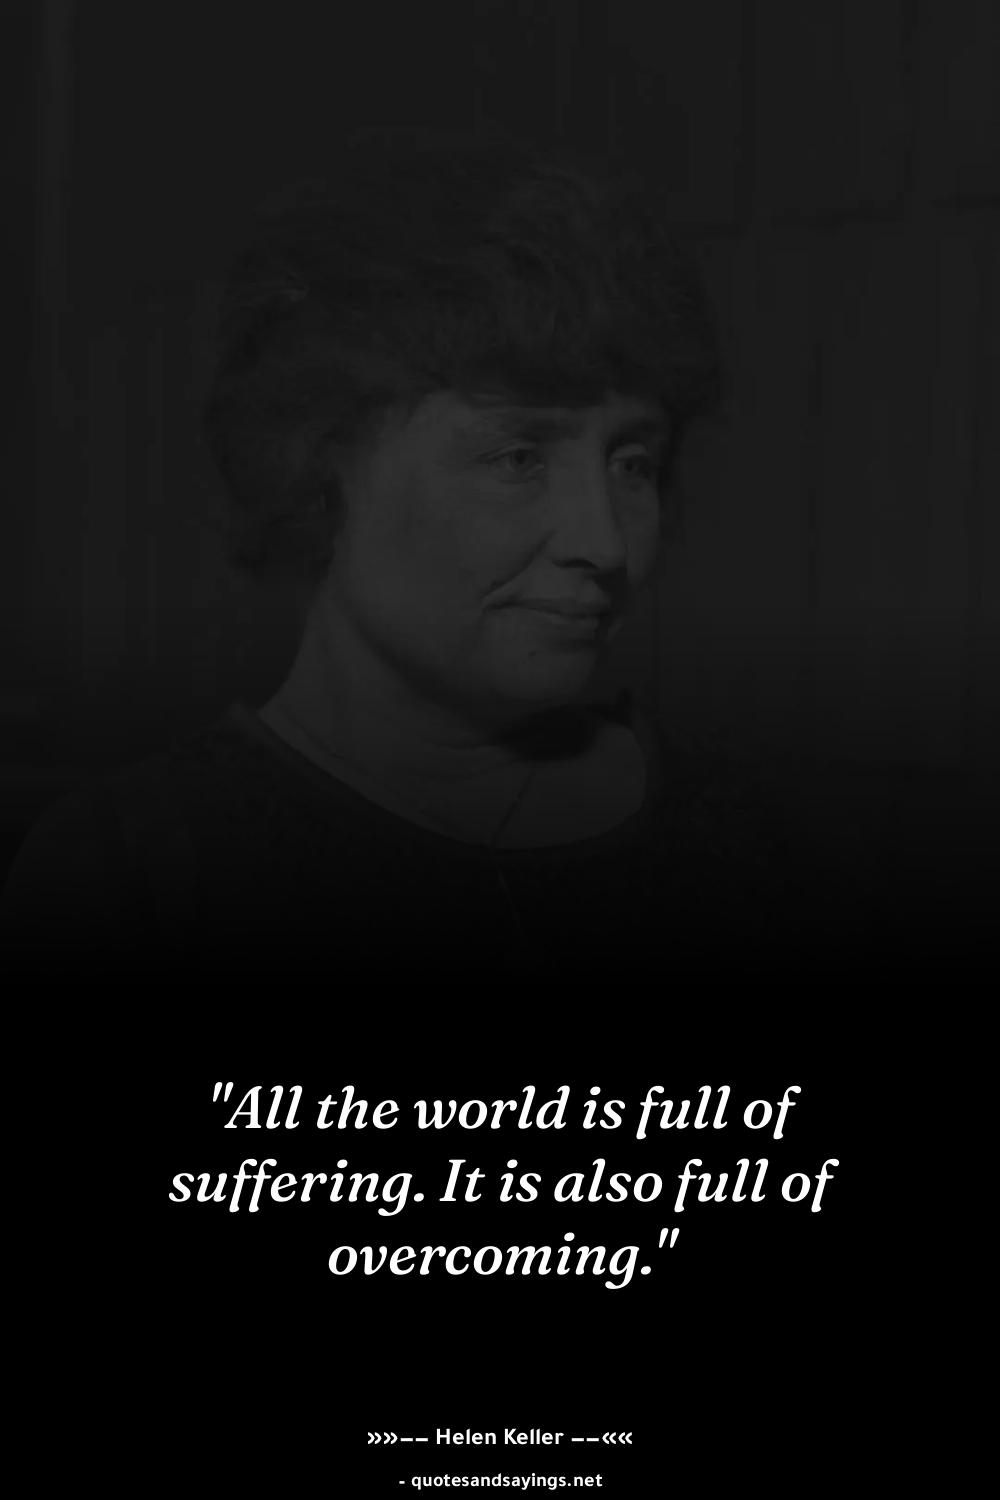 "All the world is full of
suffering. It is also full of
overcoming."
»»−− Helen Keller −−««
- quotesandsayings.net